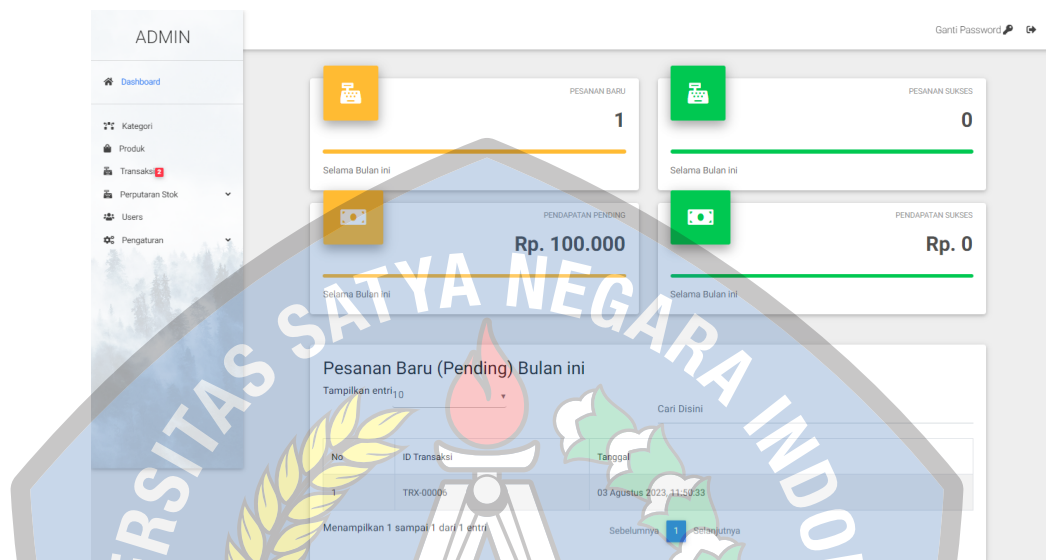 ADMIN
Ganti Password
Dashboard
Kategori
Produk
Transaksi 2
Perputaran Stok
Users
Pengaturan
PESANAN BARU
1
Selama Bulan ini
PESANAN SUKSES
0
Selama Bulan ini
PENDAPATAN PENDING
Rp. 100.000
Selama Bulan ini
PENDAPATAN SUKSES
Rp. 0
Selama Bulan ini
Pesanan Baru (Pending) Bulan ini
Tampilkan entri 10
Cari Disini
No ID Transaksi Tanggal
1 TRX-00006 03 Agustus 2023, 11:50:33
Menampilkan 1 sampai 1 dari 1 entri
Sebelumnya 1 Selanjutnya
ERSITAS SATYA NEGARA INDO